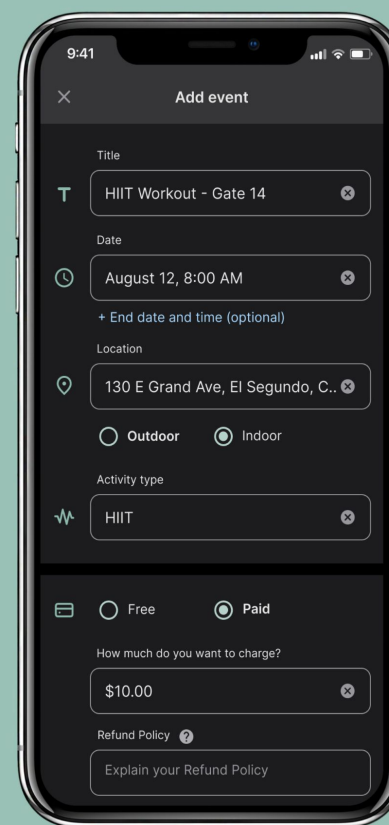 9:41
Add event
Title
T
HIIT Workout - Gate 14
Date
August 12, 8:00 AM
+ End date and time (optional)
Location
130 E Grand Ave, El Segundo, C..
Outdoor Indoor
Activity type
HIIT
Free Paid
How much do you want to charge?
$10.00
Refund Policy ?
Explain your Refund Policy